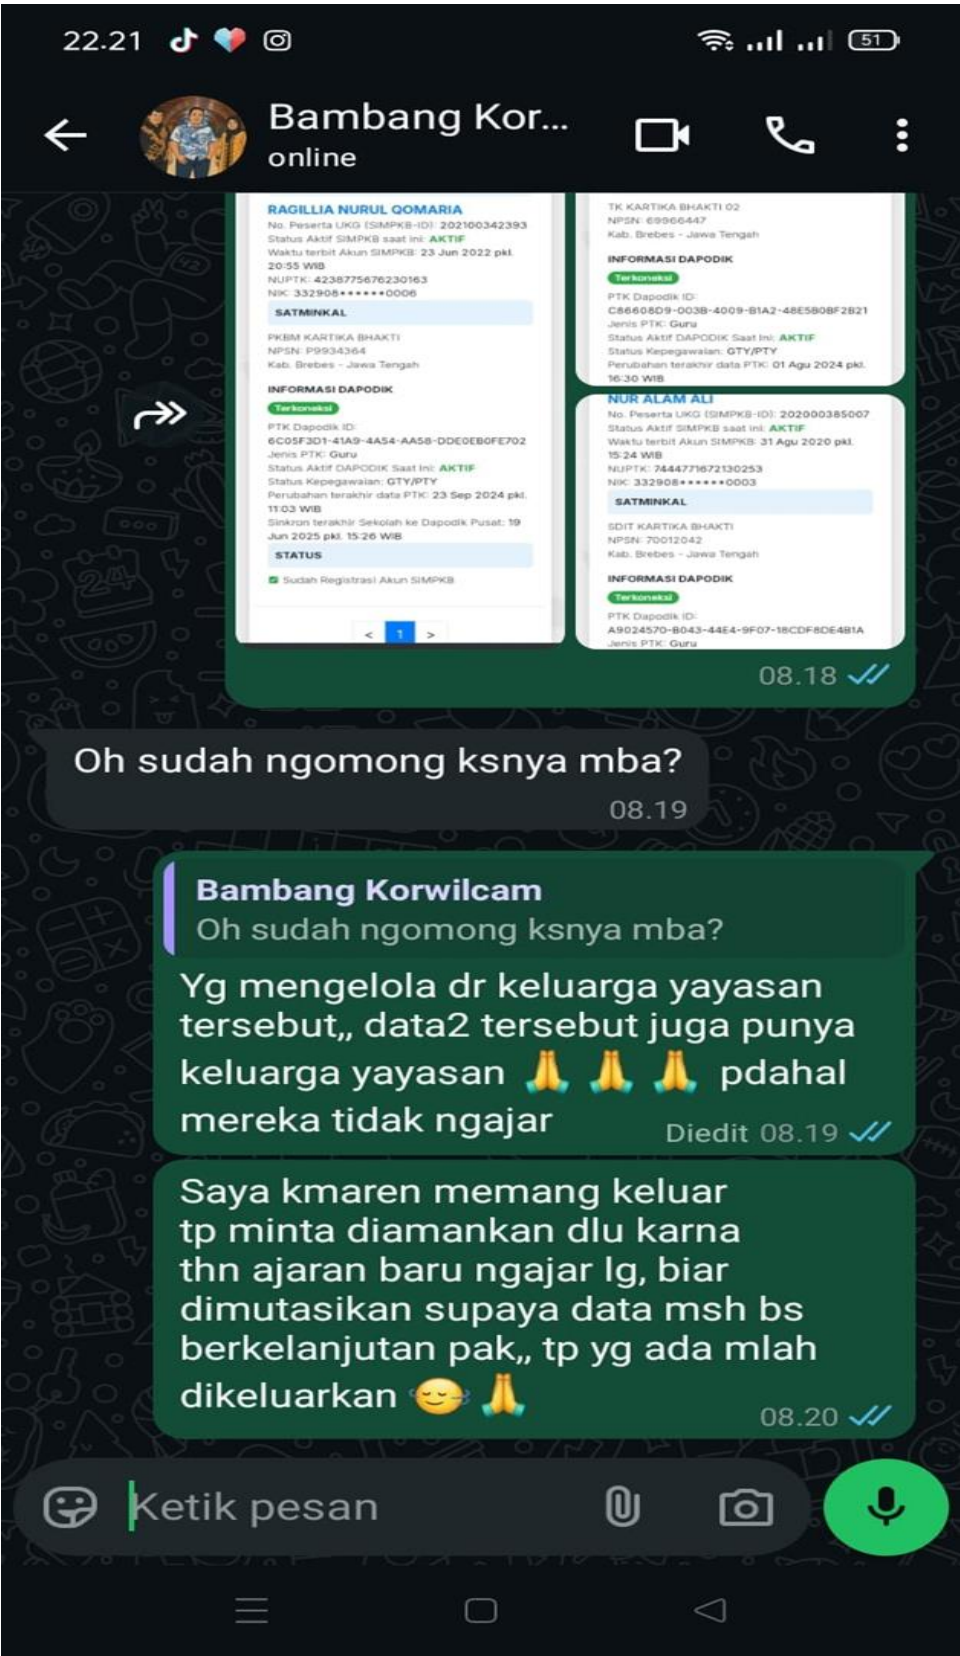 22.21
51
Bambang Kor...
online
RAGILLIA NURUL QOMARIA
No. Peserta UKG (SIMPKB-ID): 202100342393
Status Aktif SIMPKB saat ini: AKTIF
Waktu terbit Akun SIMPKB: 23 Jun 2022 pkl.
20:55 WIB
NUPTK: 4238775676230163
NIK: 332908******0006
SATMINKAL
PKBM KARTIKA BHAKTI
NPSN: P9934364
Kab. Brebes - Jawa Tengah
INFORMASI DAPODIK
Terkoneksi
PTK Dapodik ID:
6C05F3D1-41A9-4A54-AA58-DDE0EB0FE702
Jenis PTK: Guru
Status Aktif DAPODIK Saat Ini: AKTIF
Status Kepegawaian: GTY/PTY
Perubahan terakhir data PTK: 23 Sep 2024 pkl.
11:03 WIB
Sinkron terakhir Sekolah ke Dapodik Pusat: 19
Jun 2025 pkl. 15:26 WIB
STATUS
Sudah Registrasi Akun SIMPKB
< 1 >
TK KARTIKA BHAKTI 02
NPSN: 69966447
Kab. Brebes - Jawa Tengah
INFORMASI DAPODIK
Terkoneksi
PTK Dapodik ID:
C86608D9-003B-4009-B1A2-48E5B0BF2B21
Jenis PTK: Guru
Status Aktif DAPODIK Saat Ini: AKTIF
Status Kepegawaian: GTY/PTY
Perubahan terakhir data PTK: 01 Agu 2024 pkl.
16:30 WIB
NUR ALAM ALI
No. Peserta UKG (SIMPKB-ID): 202000385007
Status Aktif SIMPKB saat ini: AKTIF
Waktu terbit Akun SIMPKB: 31 Agu 2020 pkl.
15:24 WIB
NUPTK: 7444771672130253
NIK: 332908******0003
SATMINKAL
SDIT KARTIKA BHAKTI
NPSN: 70012042
Kab. Brebes - Jawa Tengah
INFORMASI DAPODIK
Terkoneksi
PTK Dapodik ID:
A9024570-B043-44E4-9F07-18CDF8DE4B1A
Jenis PTK: Guru
08.18
Oh sudah ngomong ksnya mba?
08.19
Bambang Korwilcam
Oh sudah ngomong ksnya mba?
Yg mengelola dr keluarga yayasan
tersebut,, data2 tersebut juga punya
keluarga yayasan 🙏 🙏 🙏 pdahal
mereka tidak ngajar
Diedit 08.19
Saya kmaren memang keluar
tp minta diamankan dlu karna
thn ajaran baru ngajar lg, biar
dimutasikan supaya data msh bs
berkelanjutan pak,, tp yg ada mlah
dikeluarkan 😌🙏
08.20
Ketik pesan